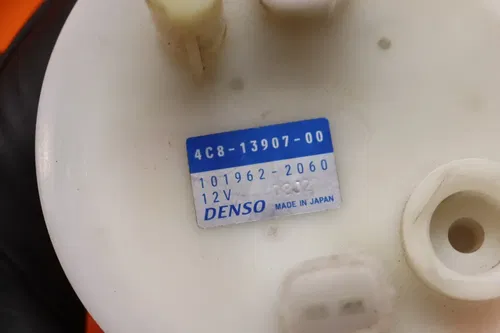 4C8-13907-00
101962-2060
12V
DENSO MADE IN JAPAN